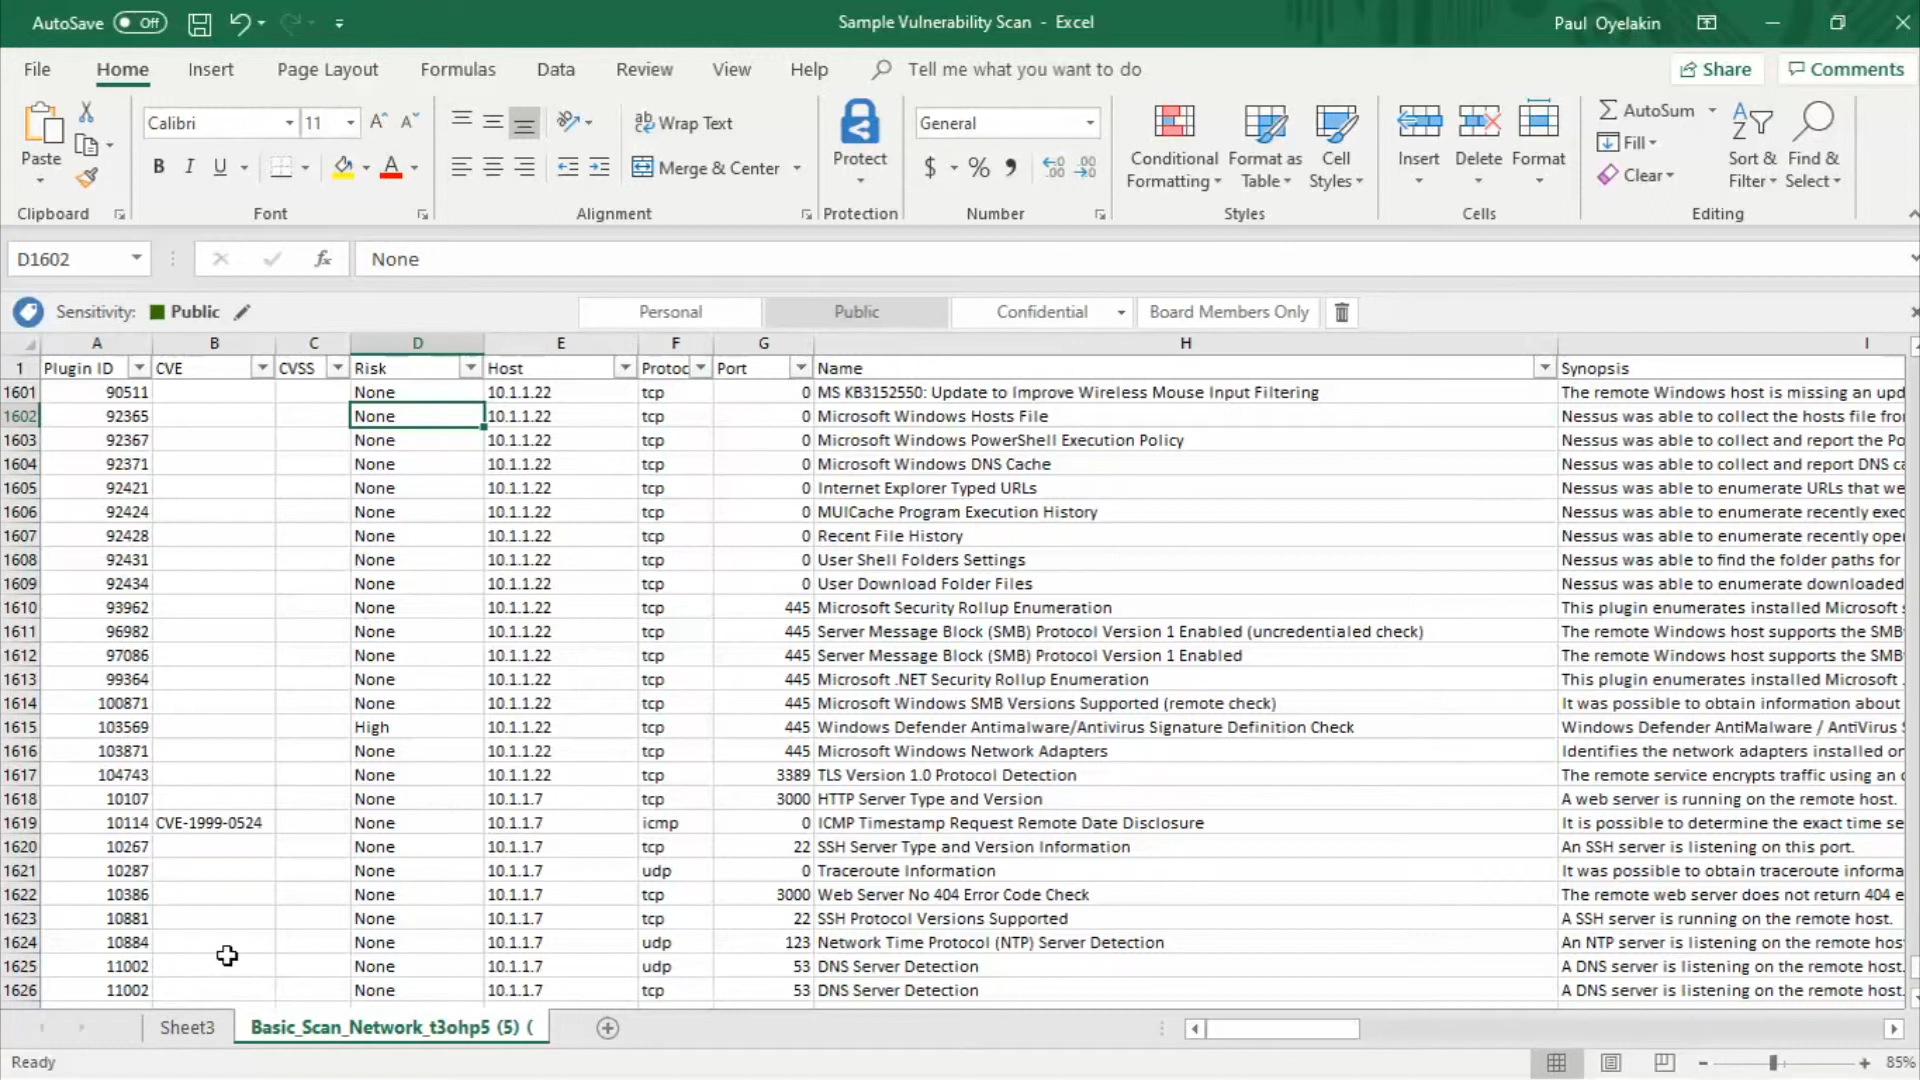 AutoSave Off Sample Vulnerability Scan - Excel Paul Oyelakin
File Home Insert Page Layout Formulas Data Review View Help Tell me what you want to do Share Comments
Calibri 11 Wrap Text General AutoSum
Fill
Paste B I U Merge & Center Protect $ % Conditional Formatting Format as Table Cell Styles Insert Delete Format Clear Sort & Filter Find & Select
Clipboard Font Alignment Protection Number Styles Cells Editing
D1602 fx None
Sensitivity: Public Personal Public Confidential Board Members Only
A B C D E F G H I
1 Plugin ID CVE CVSS Risk Host Protoc Port Name Synopsis
1601 90511 None 10.1.1.22 tcp 0 MS KB3152550: Update to Improve Wireless Mouse Input Filtering The remote Windows host is missing an upd
1602 92365 None 10.1.1.22 tcp 0 Microsoft Windows Hosts File Nessus was able to collect the hosts file fro
1603 92367 None 10.1.1.22 tcp 0 Microsoft Windows PowerShell Execution Policy Nessus was able to collect and report the Po
1604 92371 None 10.1.1.22 tcp 0 Microsoft Windows DNS Cache Nessus was able to collect and report DNS ca
1605 92421 None 10.1.1.22 tcp 0 Internet Explorer Typed URLs Nessus was able to enumerate URLs that we
1606 92424 None 10.1.1.22 tcp 0 MUICache Program Execution History Nessus was able to enumerate recently exec
1607 92428 None 10.1.1.22 tcp 0 Recent File History Nessus was able to enumerate recently ope
1608 92431 None 10.1.1.22 tcp 0 User Shell Folders Settings Nessus was able to find the folder paths for
1609 92434 None 10.1.1.22 tcp 0 User Download Folder Files Nessus was able to enumerate downloaded
1610 93962 None 10.1.1.22 tcp 445 Microsoft Security Rollup Enumeration This plugin enumerates installed Microsoft s
1611 96982 None 10.1.1.22 tcp 445 Server Message Block (SMB) Protocol Version 1 Enabled (uncredentialed check) The remote Windows host supports the SMB
1612 97086 None 10.1.1.22 tcp 445 Server Message Block (SMB) Protocol Version 1 Enabled The remote Windows host supports the SMB
1613 99364 None 10.1.1.22 tcp 445 Microsoft .NET Security Rollup Enumeration This plugin enumerates installed Microsoft .
1614 100871 None 10.1.1.22 tcp 445 Microsoft Windows SMB Versions Supported (remote check) It was possible to obtain information about
1615 103569 High 10.1.1.22 tcp 445 Windows Defender Antimalware/Antivirus Signature Definition Check Windows Defender AntiMalware / AntiVirus S
1616 103871 None 10.1.1.22 tcp 445 Microsoft Windows Network Adapters Identifies the network adapters installed on
1617 104743 None 10.1.1.22 tcp 3389 TLS Version 1.0 Protocol Detection The remote service encrypts traffic using an o
1618 10107 None 10.1.1.7 tcp 3000 HTTP Server Type and Version A web server is running on the remote host.
1619 10114 CVE-1999-0524 None 10.1.1.7 icmp 0 ICMP Timestamp Request Remote Date Disclosure It is possible to determine the exact time se
1620 10267 None 10.1.1.7 tcp 22 SSH Server Type and Version Information An SSH server is listening on this port.
1621 10287 None 10.1.1.7 udp 0 Traceroute Information It was possible to obtain traceroute informa
1622 10386 None 10.1.1.7 tcp 3000 Web Server No 404 Error Code Check The remote web server does not return 404 e
1623 10881 None 10.1.1.7 tcp 22 SSH Protocol Versions Supported A SSH server is running on the remote host.
1624 10884 None 10.1.1.7 udp 123 Network Time Protocol (NTP) Server Detection An NTP server is listening on the remote hos
1625 11002 None 10.1.1.7 udp 53 DNS Server Detection A DNS server is listening on the remote host.
1626 11002 None 10.1.1.7 tcp 53 DNS Server Detection A DNS server is listening on the remote host.
Sheet3 Basic_Scan_Network_t3ohp5 (5) (
Ready 85%